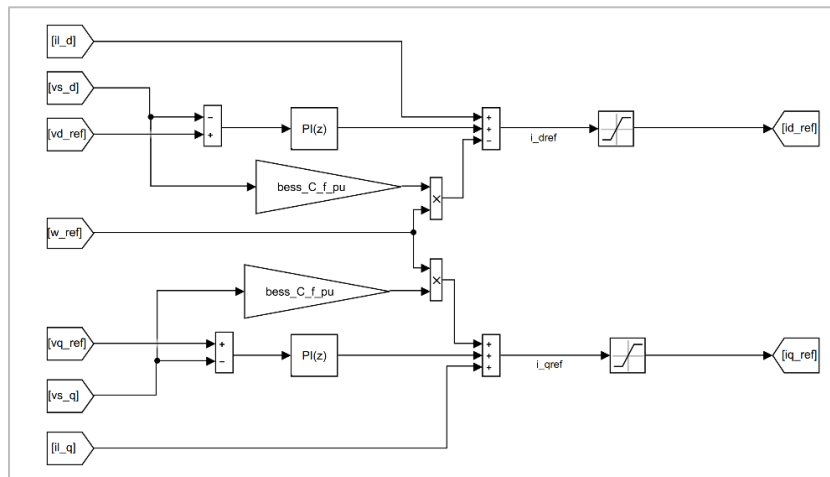 [il_d]
[vs_d]
[vd_ref]
−
+
PI(z)
+
+
−
i_dref
[id_ref]
bess_C_f_pu
×
[w_ref]
bess_C_f_pu
×
[vq_ref]
+
−
PI(z)
+
+
+
i_qref
[iq_ref]
[vs_q]
[il_q]